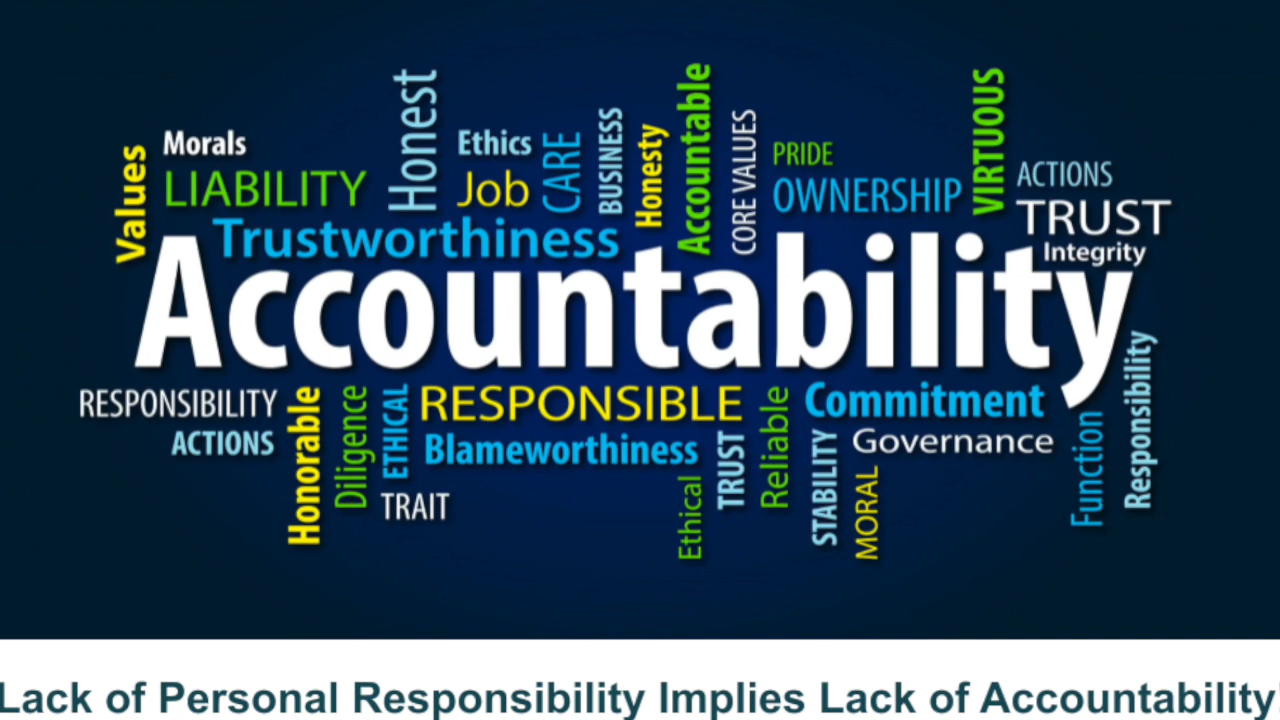 Values
Morals
LIABILITY
Honest
Ethics
Job
CARE
BUSINESS
Honesty
Accountable
CORE VALUES
PRIDE
OWNERSHIP
VIRTUOUS
ACTIONS
TRUST
Integrity
Trustworthiness
Accountability
RESPONSIBILITY
ACTIONS
Honorable
Diligence
ETHICAL
TRAIT
RESPONSIBLE
Blameworthiness
Ethical
TRUST
Reliable
Commitment
STABILITY
Governance
MORAL
Function
Responsibility
Lack of Personal Responsibility Implies Lack of Accountability!